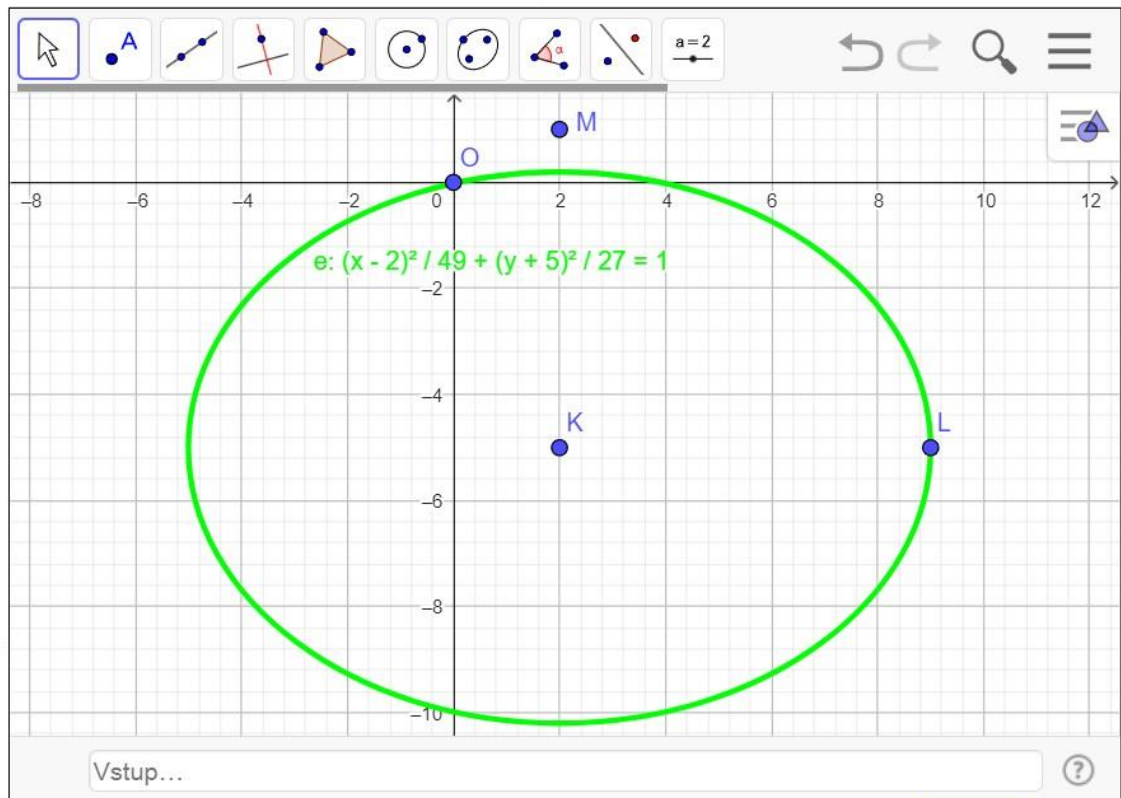 A
α
a = 2
M
O
−8 −6 −4 −2 0 2 4 6 8 10 12
e: (x - 2)² / 49 + (y + 5)² / 27 = 1
−2
−4
K
L
−6
−8
−10
Vstup…
?